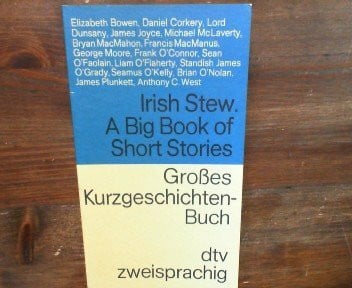 Elizabeth Bowen, Daniel Corkery, Lord
Dunsany, James Joyce, Michael McLaverty,
Bryan MacMahon, Francis MacManus,
George Moore, Frank O'Connor, Sean
O'Faolain, Liam O'Flaherty, Standish James
O'Grady, Seamus O'Kelly, Brian O'Nolan,
James Plunkett, Anthony C. West
Irish Stew.
A Big Book of
Short Stories
Großes
Kurzgeschichten-
Buch
dtv
zweisprachig